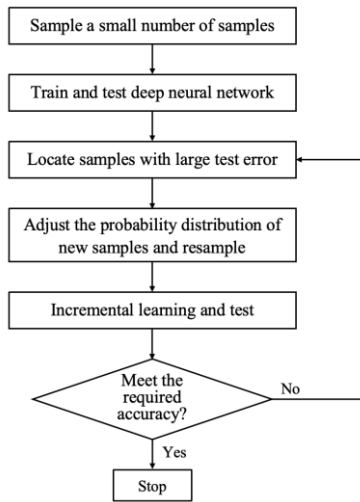 Sample a small number of samples
Train and test deep neural network
Locate samples with large test error
Adjust the probability distribution of
new samples and resample
Incremental learning and test
Meet the
required
accuracy?
No
Yes
Stop